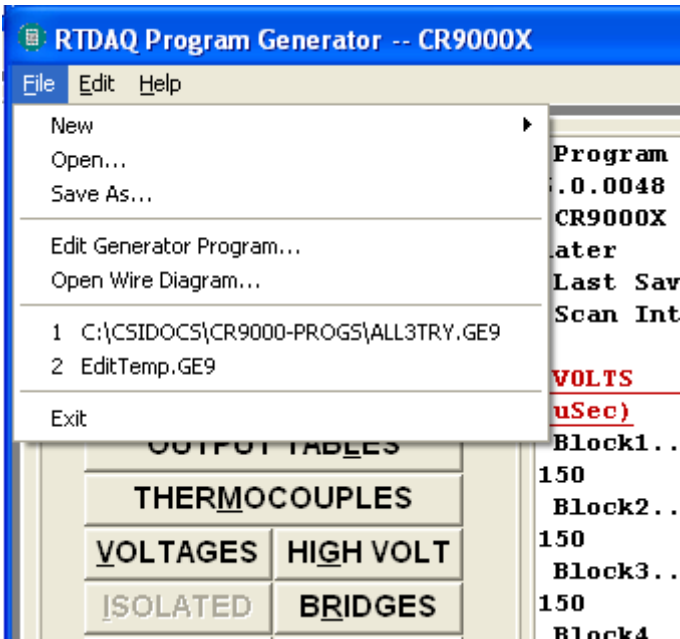 RTDAQ Program Generator -- CR9000X
File Edit Help
New
Open...
Save As...
Edit Generator Program...
Open Wire Diagram...
1 C:\CSIDOCS\CR9000-PROGS\ALL3TRY.GE9
2 EditTemp.GE9
Exit
OUTPUT TABLES
THERMOCOUPLES
VOLTAGES HIGH VOLT
ISOLATED BRIDGES
Program
.0.0048
CR9000X
ater
Last Sav
Scan Int
VOLTS
uSec)
Block1..
150
Block2..
150
Block3..
150
Block4